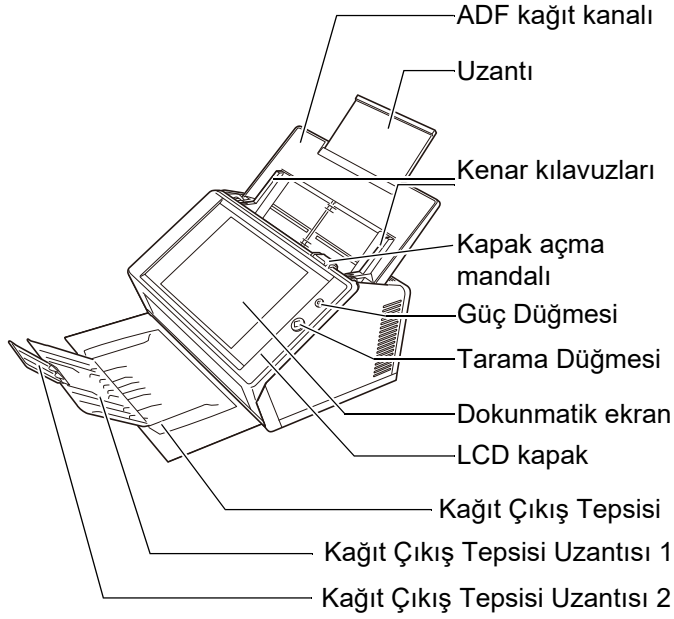 ADF kağıt kanalı
Uzantı
Kenar kılavuzları
Kapak açma
mandalı
Güç Düğmesi
Tarama Düğmesi
Dokunmatik ekran
LCD kapak
Kağıt Çıkış Tepsisi
Kağıt Çıkış Tepsisi Uzantısı 1
Kağıt Çıkış Tepsisi Uzantısı 2